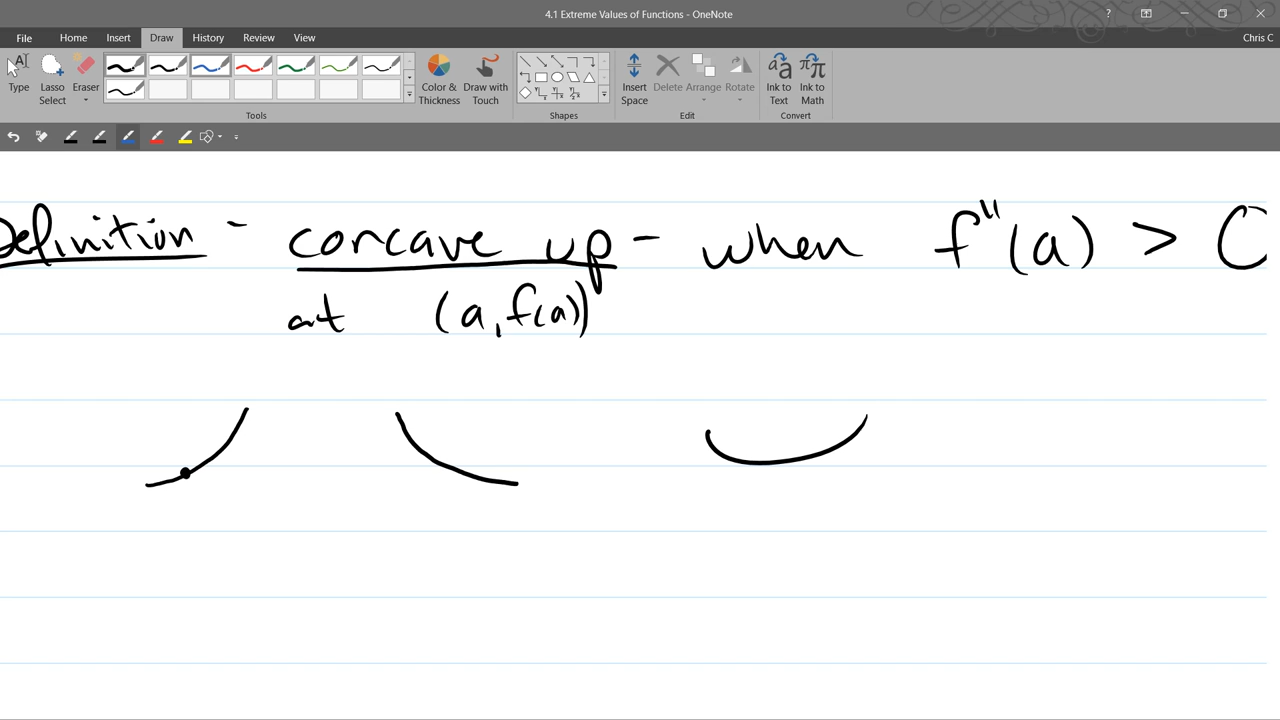 4.1 Extreme Values of Functions - OneNote
?
File Home Insert Draw History Review View
Chris C
Type
Lasso Select
Eraser
Color & Thickness
Draw with Touch
Insert Space
Delete
Arrange
Rotate
Ink to Text
Ink to Math
Tools Shapes Edit Convert
Definition - concave up - when f''(a) > 0
at (a, f(a))